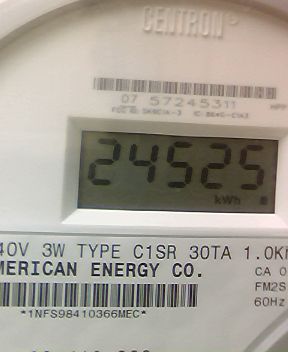 CENTRON®
07 57245311
24525
kWh
40V 3W TYPE C1SR 30TA 1.0K
MERICAN ENERGY CO.
CA 0
FM2S
60Hz
*1NFS98410366MEC*